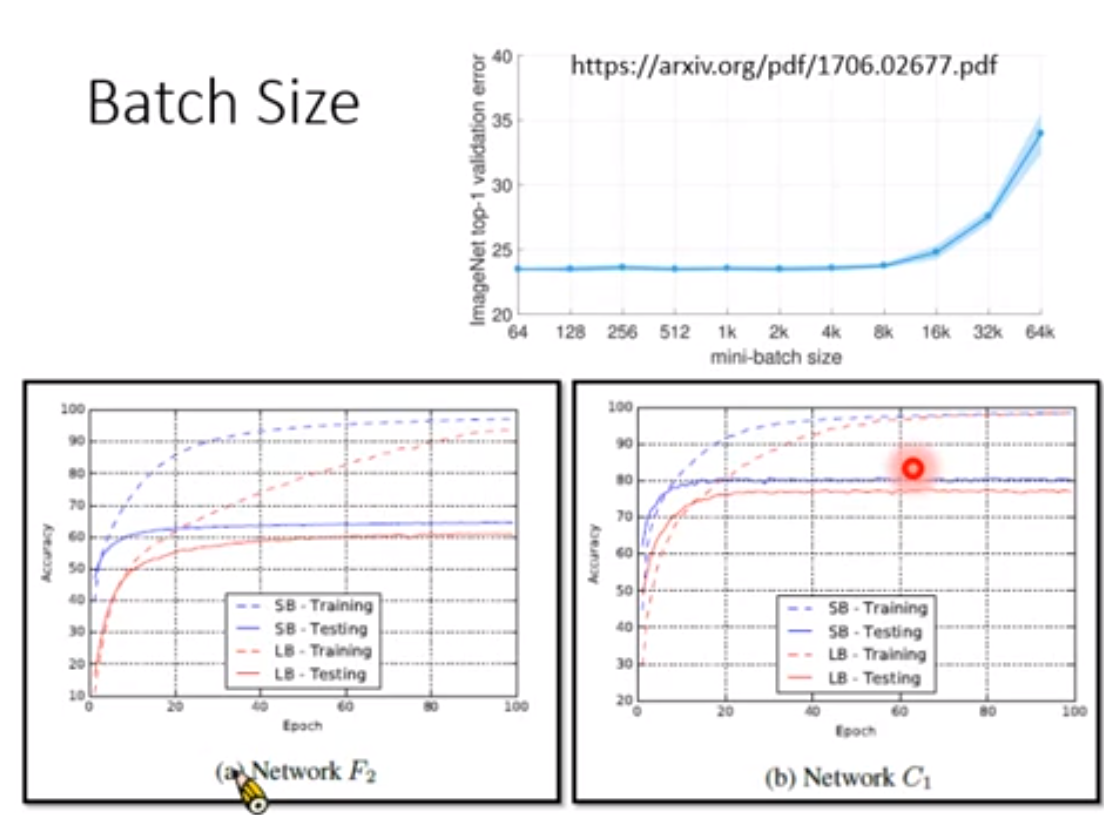 Batch Size
https://arxiv.org/pdf/1706.02677.pdf
ImageNet top-1 validation error
40
35
30
25
20
64 128 256 512 1k 2k 4k 8k 16k 32k 64k
mini-batch size
Accuracy
100
90
80
70
60
50
40
30
20
10
0 20 40 60 80 100
Epoch
SB - Training
SB - Testing
LB - Training
LB - Testing
(a) Network F₂
Accuracy
100
90
80
70
60
50
40
30
20
0 20 40 60 80 100
Epoch
SB - Training
SB - Testing
LB - Training
LB - Testing
(b) Network C₁